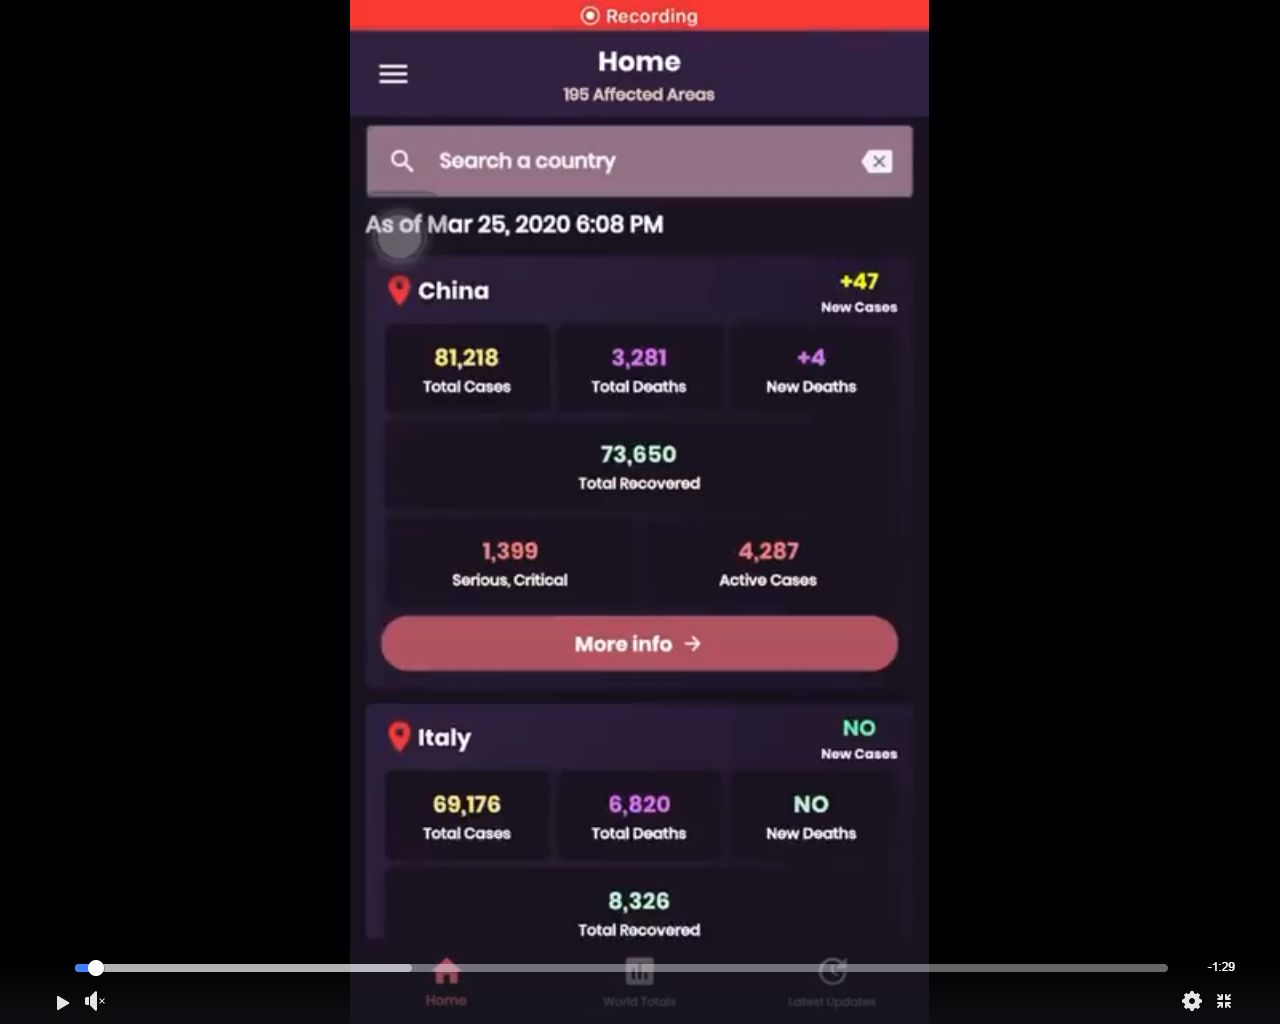 Recording
Home
195 Affected Areas
Search a country
As of Mar 25, 2020 6:08 PM
China
+47
New Cases
81,218
Total Cases
3,281
Total Deaths
+4
New Deaths
73,650
Total Recovered
1,399
Serious, Critical
4,287
Active Cases
More info →
Italy
NO
New Cases
69,176
Total Cases
6,820
Total Deaths
NO
New Deaths
8,326
Total Recovered
Home
World Totals
Latest Updates
-1:29